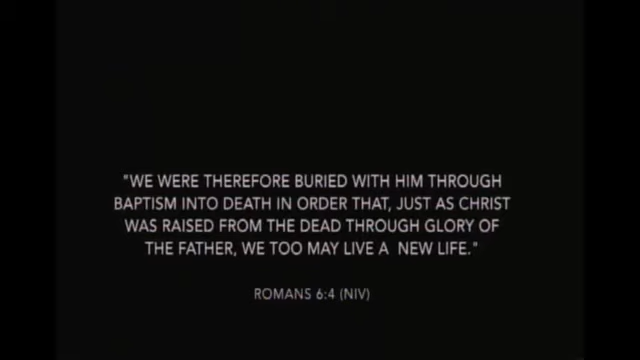 "WE WERE THEREFORE BURIED WITH HIM THROUGH
BAPTISM INTO DEATH IN ORDER THAT, JUST AS CHRIST
WAS RAISED FROM THE DEAD THROUGH GLORY OF
THE FATHER, WE TOO MAY LIVE A NEW LIFE."
ROMANS 6:4 (NIV)